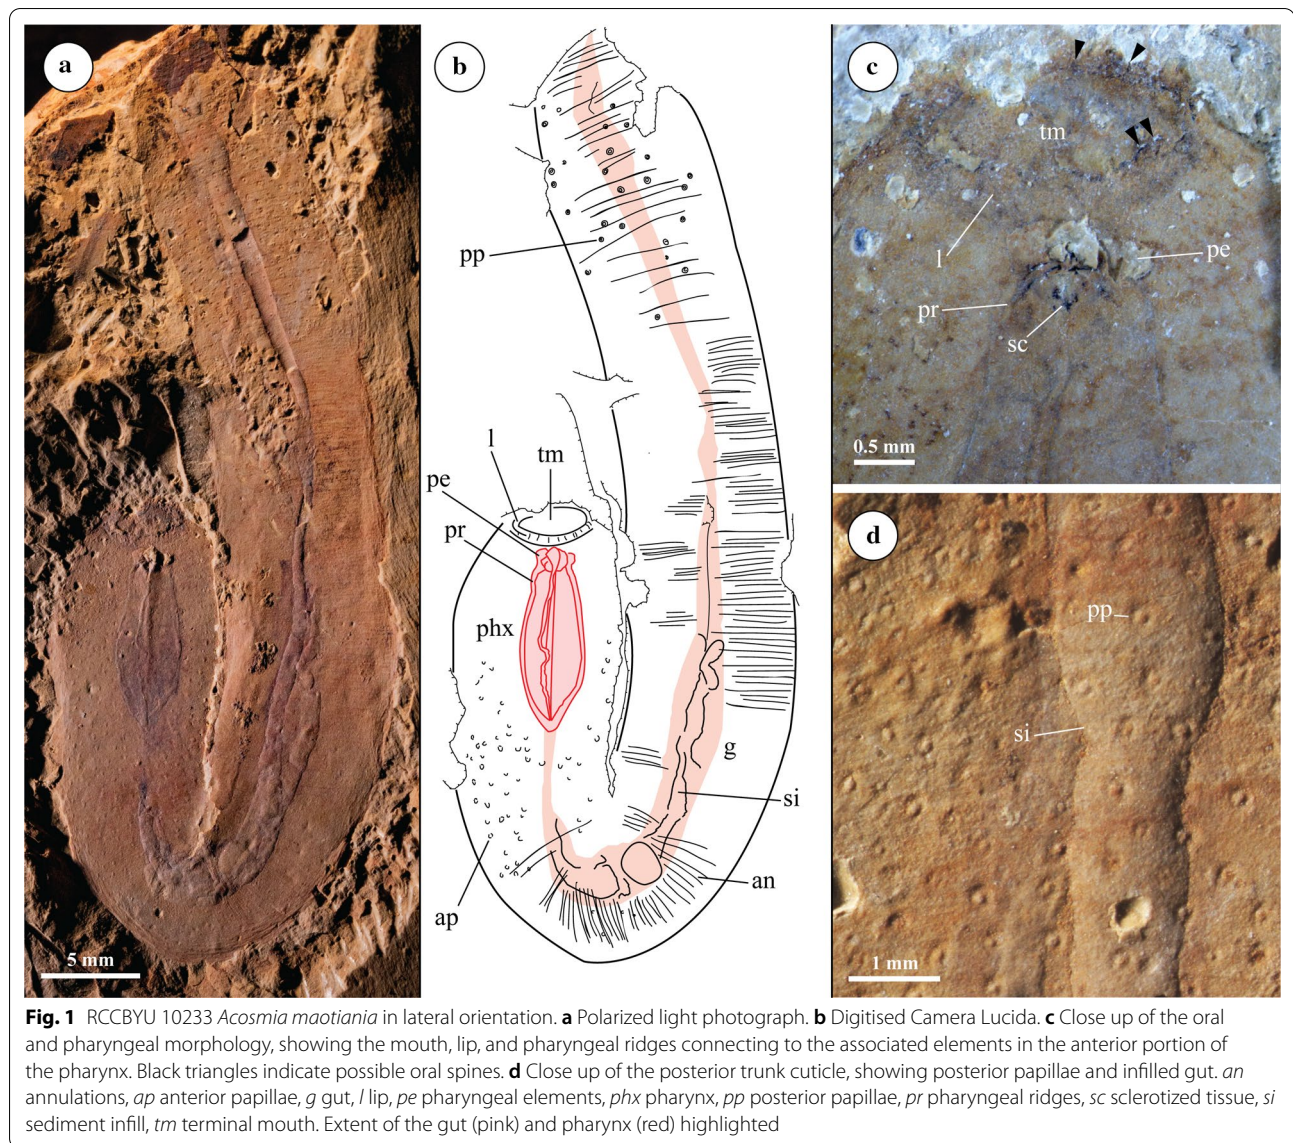 a
5 mm
b
pp
l
tm
pe
pr
phx
g
si
an
ap
c
tm
l
pe
pr
sc
0.5 mm
d
pp
si
1 mm
Fig. 1 RCCBYU 10233 Acosmia maotiania in lateral orientation. a Polarized light photograph. b Digitised Camera Lucida. c Close up of the oral
and pharyngeal morphology, showing the mouth, lip, and pharyngeal ridges connecting to the associated elements in the anterior portion of
the pharynx. Black triangles indicate possible oral spines. d Close up of the posterior trunk cuticle, showing posterior papillae and infilled gut. an
annulations, ap anterior papillae, g gut, l lip, pe pharyngeal elements, phx pharynx, pp posterior papillae, pr pharyngeal ridges, sc sclerotized tissue, si
sediment infill, tm terminal mouth. Extent of the gut (pink) and pharynx (red) highlighted